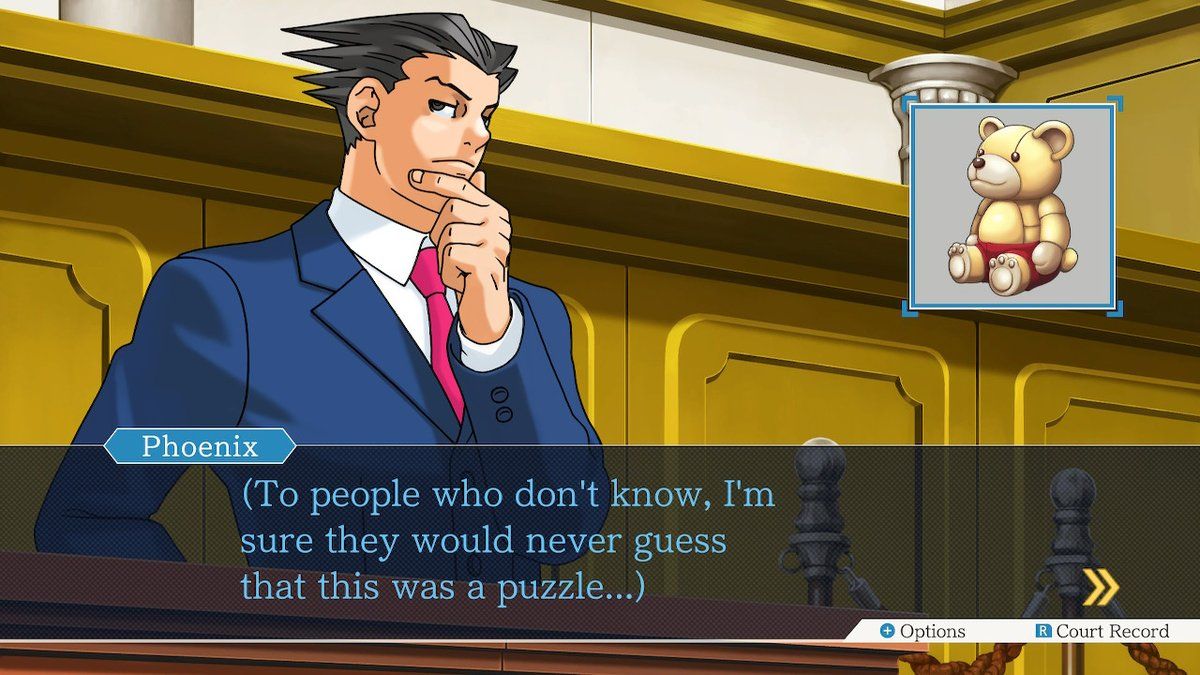 Phoenix
(To people who don't know, I'm
sure they would never guess
that this was a puzzle...)
+ Options
R Court Record